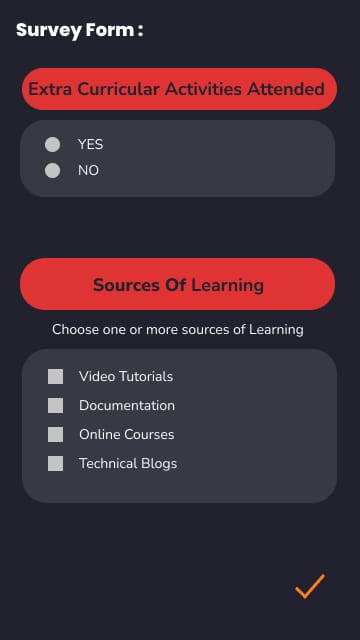 Survey Form :
Extra Curricular Activities Attended
YES
NO
Sources Of Learning
Choose one or more sources of Learning
Video Tutorials
Documentation
Online Courses
Technical Blogs